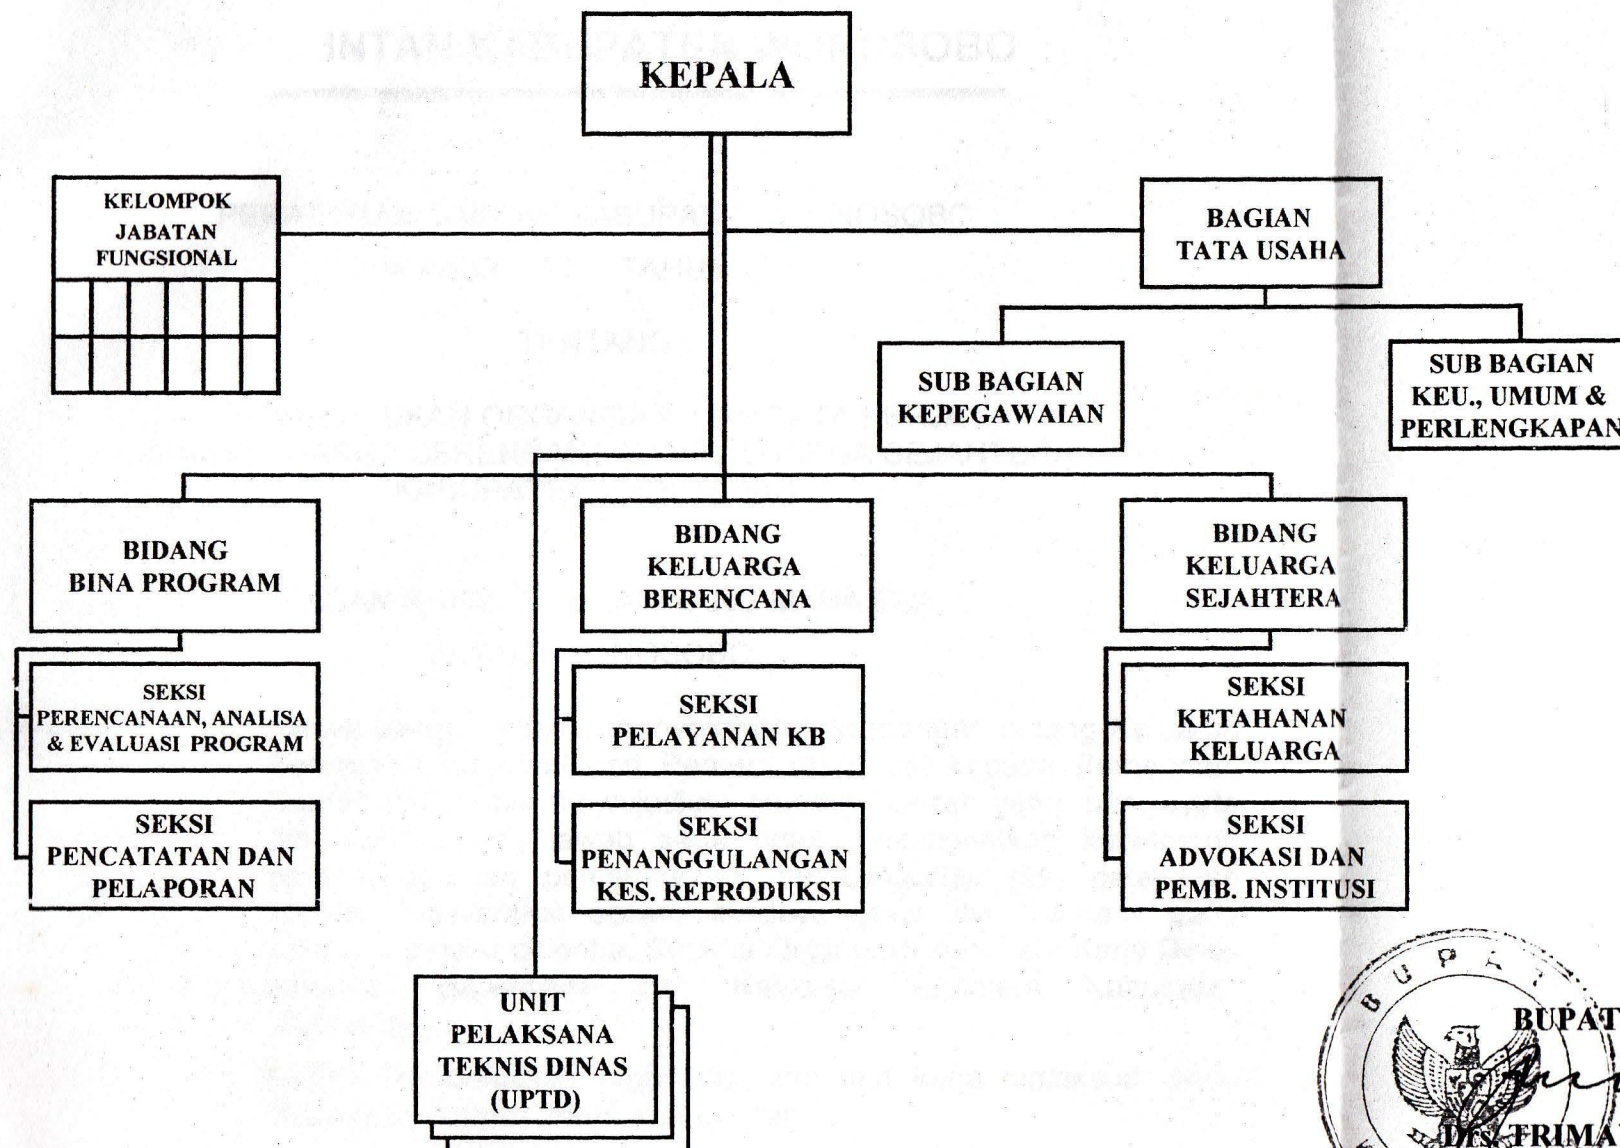 KEPALA
KELOMPOK
JABATAN
FUNGSIONAL
BAGIAN
TATA USAHA
SUB BAGIAN
KEPEGAWAIAN
SUB BAGIAN
KEU., UMUM &
PERLENGKAPAN
BIDANG
BINA PROGRAM
BIDANG
KELUARGA
BERENCANA
BIDANG
KELUARGA
SEJAHTERA
SEKSI
PERENCANAAN, ANALISA
& EVALUASI PROGRAM
SEKSI
PELAYANAN KB
SEKSI
KETAHANAN
KELUARGA
SEKSI
PENCATATAN DAN
PELAPORAN
SEKSI
PENANGGULANGAN
KES. REPRODUKSI
SEKSI
ADVOKASI DAN
PEMB. INSTITUSI
UNIT
PELAKSANA
TEKNIS DINAS
(UPTD)
BUPAT
BUPAT
Drs. TRIMA